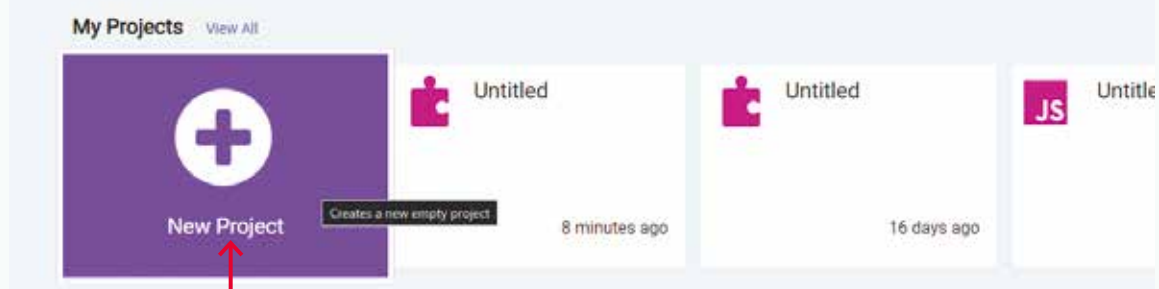 My Projects View All
Untitled
Untitled
JS
Untitle
New Project
Creates a new empty project
8 minutes ago
16 days ago